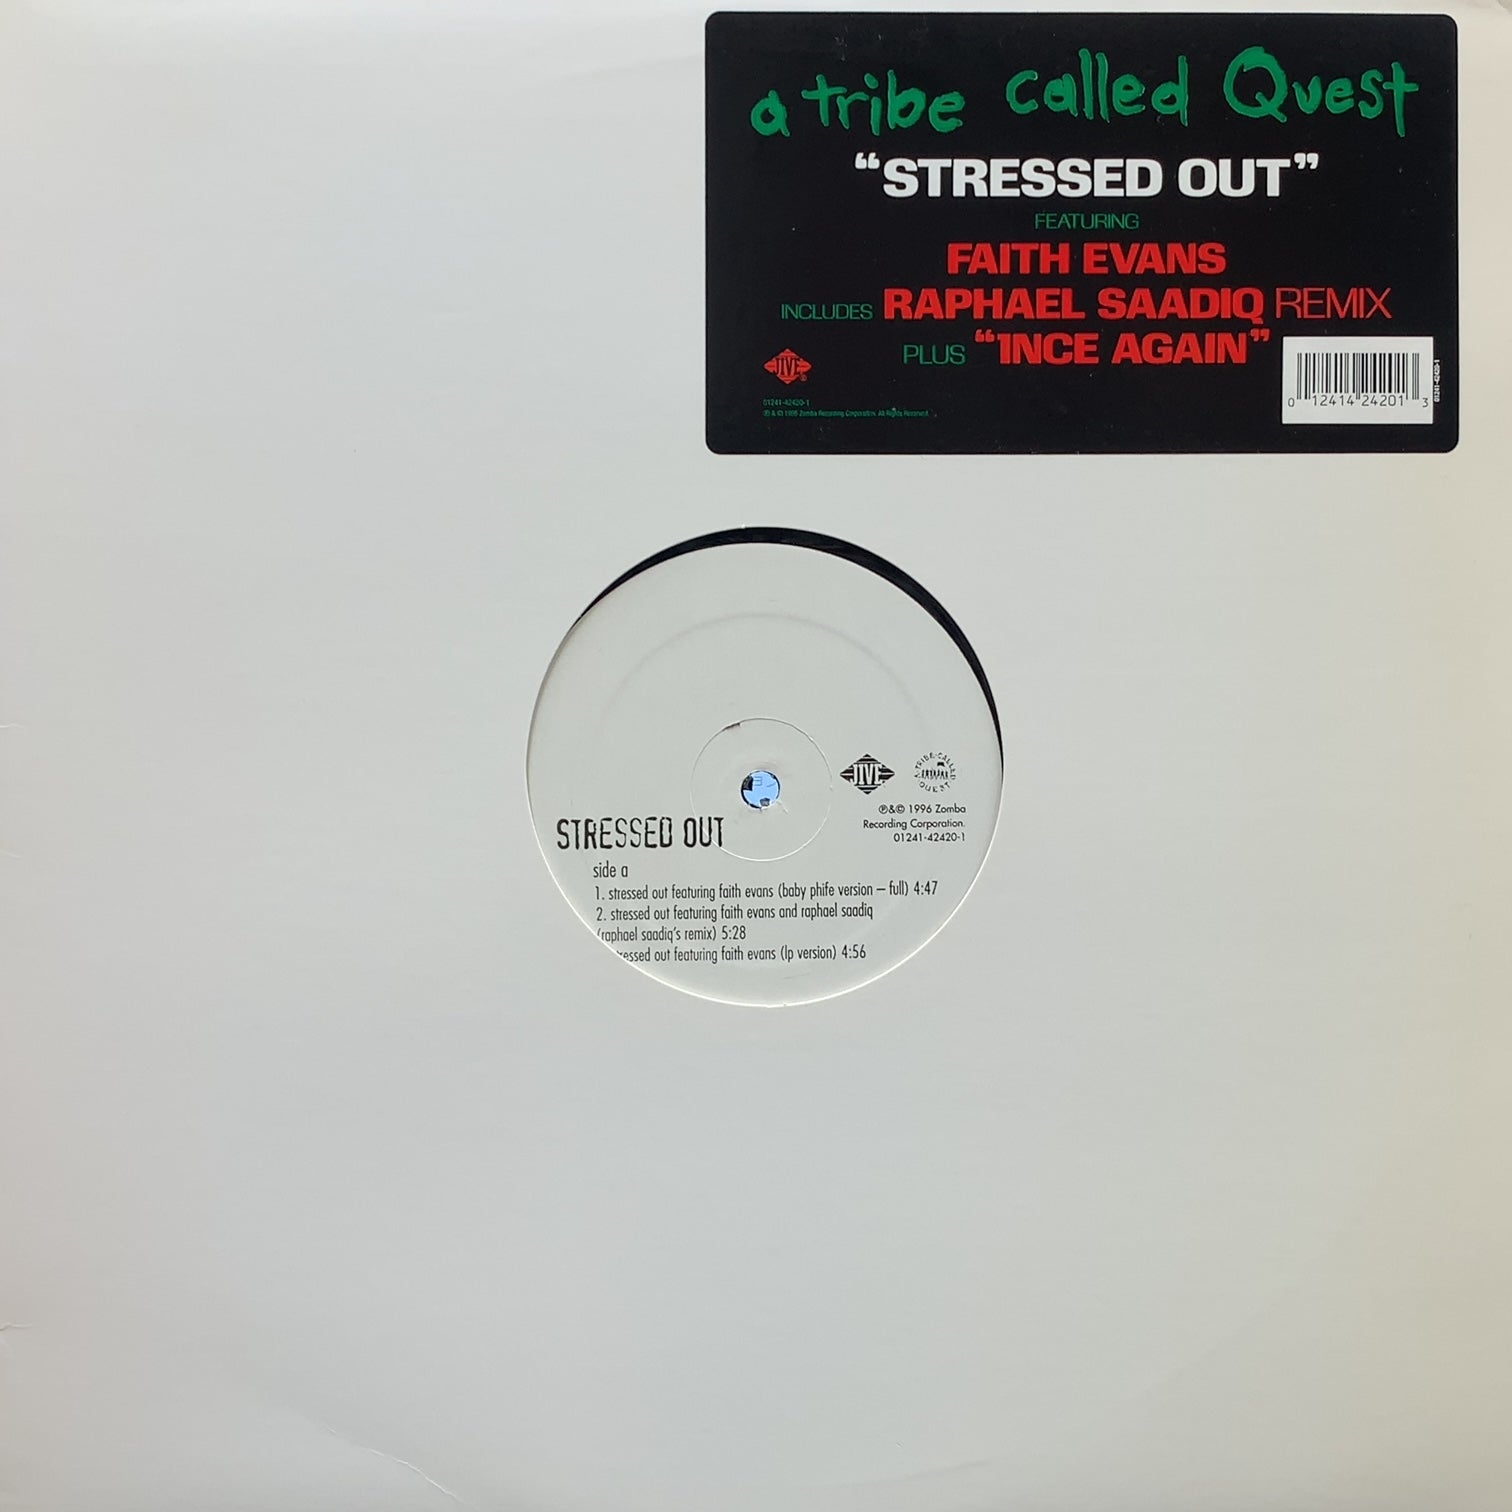 a tribe called Quest
“STRESSED OUT”
FEATURING
FAITH EVANS
INCLUDES RAPHAEL SAADIQ REMIX
PLUS “1NCE AGAIN”
JIVE
01241-42420-1
℗ & © 1996 Zomba Recording Corporation. All Rights Reserved.
0 12414 24201 3
01241-42420-1
JIVE
A TRIBE CALLED QUEST
℗&© 1996 Zomba
Recording Corporation.
01241-42420-1
STRESSED OUT
side a
1. stressed out featuring faith evans (baby phife version – full) 4:47
2. stressed out featuring faith evans and raphael saadiq
(raphael saadiq's remix) 5:28
ressed out featuring faith evans (lp version) 4:56